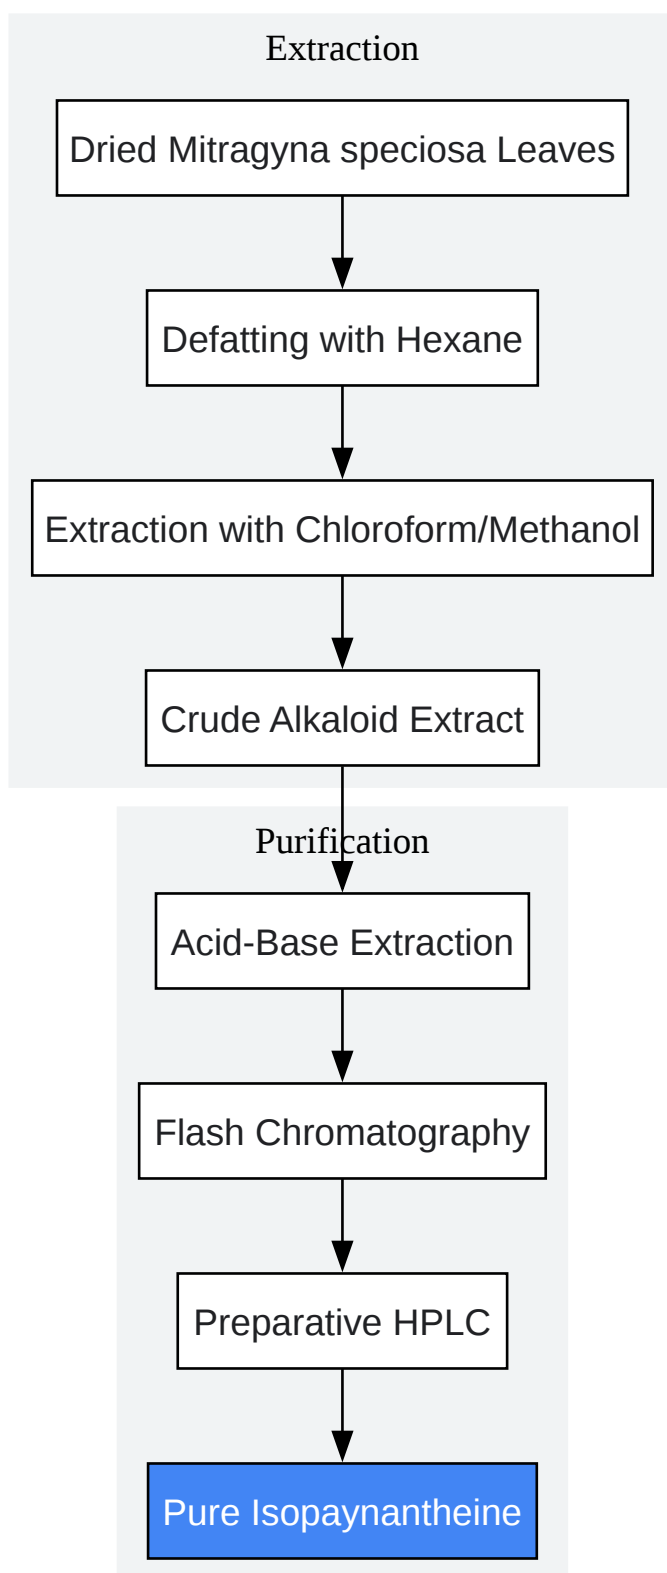 Extraction
Dried Mitragyna speciosa Leaves
Defatting with Hexane
Extraction with Chloroform/Methanol
Crude Alkaloid Extract
Purification
Acid-Base Extraction
Flash Chromatography
Preparative HPLC
Pure Isopaynantheine